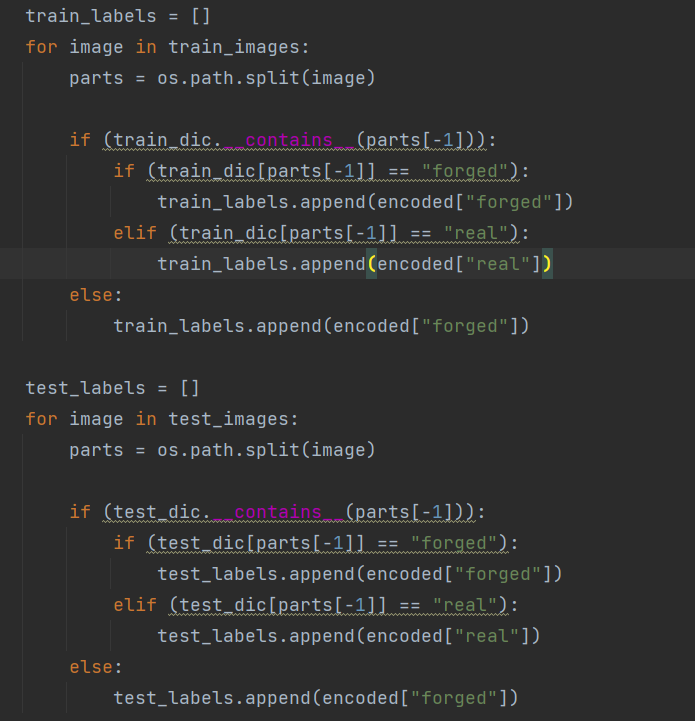 train_labels = []
for image in train_images:
    parts = os.path.split(image)

    if (train_dic.__contains__(parts[-1])):
        if (train_dic[parts[-1]] == "forged"):
            train_labels.append(encoded["forged"])
        elif (train_dic[parts[-1]] == "real"):
            train_labels.append(encoded["real"])
    else:
        train_labels.append(encoded["forged"])

test_labels = []
for image in test_images:
    parts = os.path.split(image)

    if (test_dic.__contains__(parts[-1])):
        if (test_dic[parts[-1]] == "forged"):
            test_labels.append(encoded["forged"])
        elif (test_dic[parts[-1]] == "real"):
            test_labels.append(encoded["real"])
    else:
        test_labels.append(encoded["forged"])